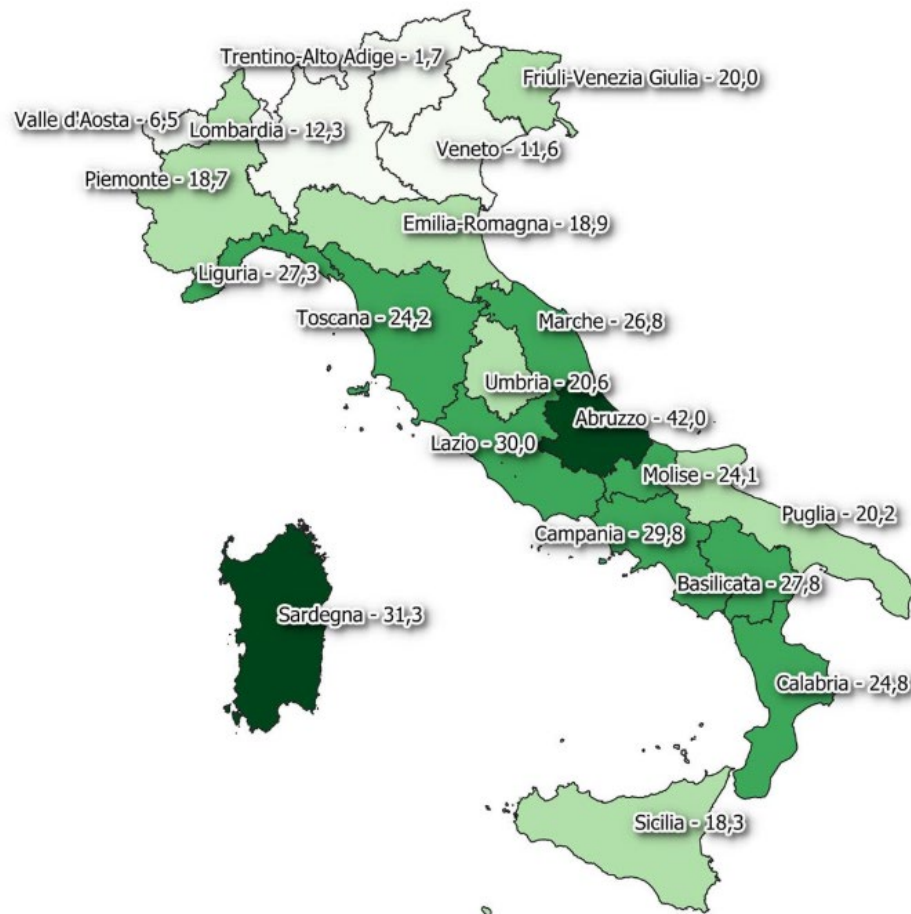 Trentino-Alto Adige - 1,7
Friuli-Venezia Giulia - 20,0
Valle d'Aosta - 6,5
Lombardia - 12,3
Veneto - 11,6
Piemonte - 18,7
Emilia-Romagna - 18,9
Liguria - 27,3
Toscana - 24,2
Marche - 26,8
Umbria - 20,6
Abruzzo - 42,0
Lazio - 30,0
Molise - 24,1
Puglia - 20,2
Campania - 29,8
Basilicata - 27,8
Sardegna - 31,3
Calabria - 24,8
Sicilia - 18,3